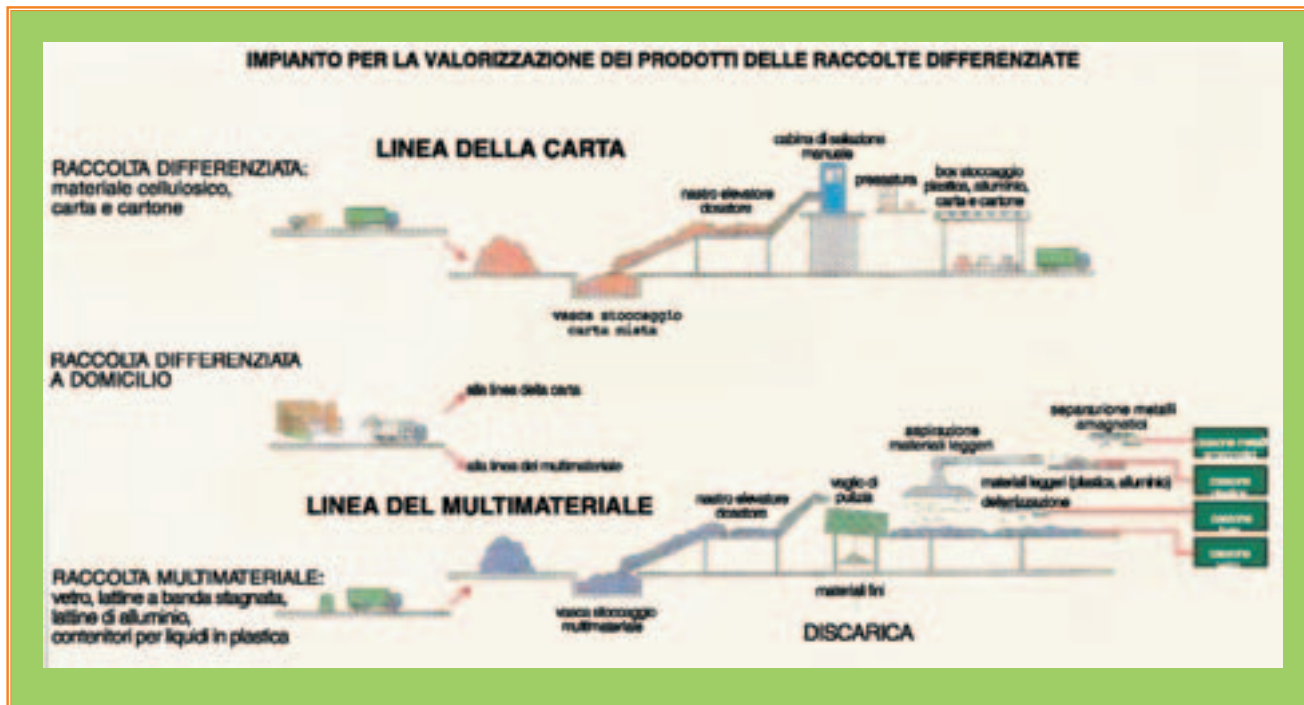 IMPIANTO PER LA VALORIZZAZIONE DEI PRODOTTI DELLE RACCOLTE DIFFERENZIATE
LINEA DELLA CARTA
RACCOLTA DIFFERENZIATA:
materiale cellulosico,
carta e cartone
nastro elevatore
dosatore
cabina di selezione
manuale
pressatura
box stoccaggio
plastica, alluminio,
carta e cartone
vasca stoccaggio
carta mista
RACCOLTA DIFFERENZIATA
A DOMICILIO
alla linea della carta
alla linea del multimateriale
LINEA DEL MULTIMATERIALE
RACCOLTA MULTIMATERIALE:
vetro, lattine a banda stagnata,
lattine di alluminio,
contenitori per liquidi in plastica
vasca stoccaggio
multimateriale
nastro elevatore
dosatore
vaglio di
pulizia
materiali fini
DISCARICA
aspirazione
materiali leggeri
separazione metalli
amagnetici
materiali leggeri (plastica, alluminio)
deferrizzazione
cassone
cassone